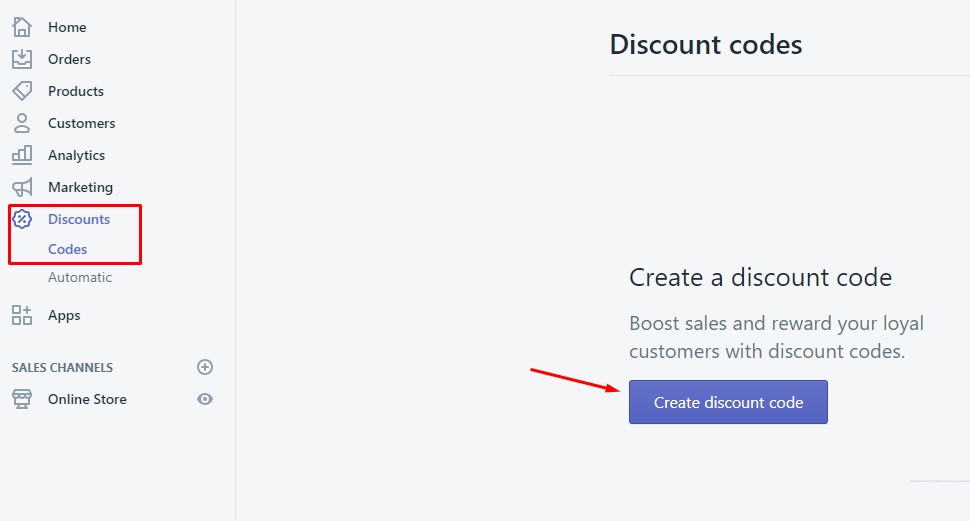 Home
Orders
Products
Customers
Analytics
Marketing
Discounts
Codes
Automatic
Apps
SALES CHANNELS
Online Store
Discount codes
Create a discount code
Boost sales and reward your loyal
customers with discount codes.
Create discount code